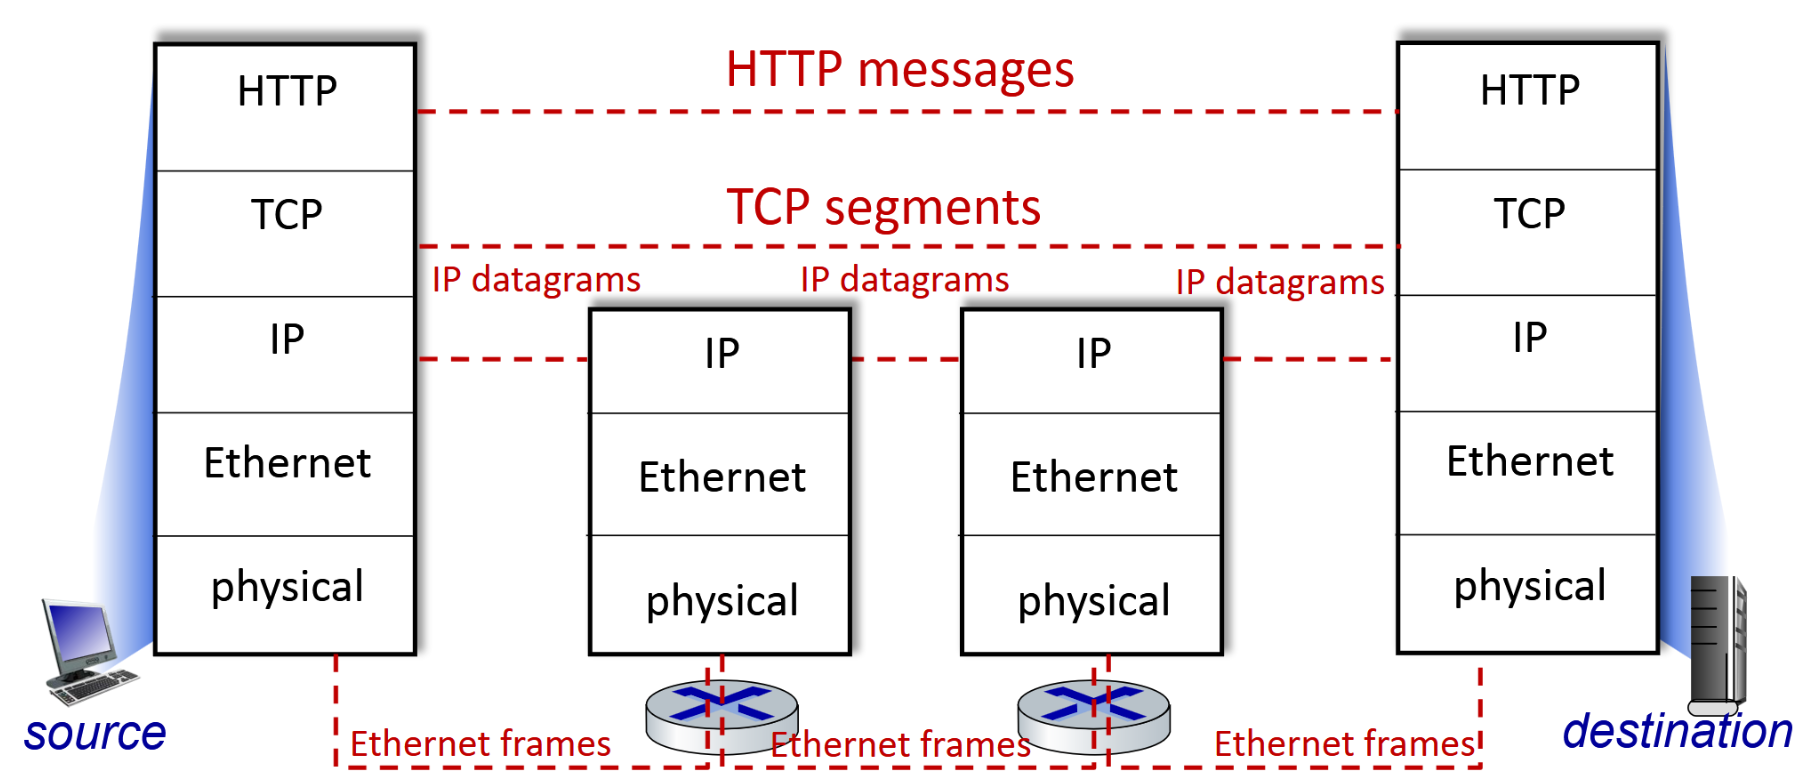 HTTP
TCP
IP
Ethernet
physical
source
HTTP messages
TCP segments
IP datagrams
IP datagrams
IP datagrams
IP
Ethernet
physical
IP
Ethernet
physical
Ethernet frames
Ethernet frames
Ethernet frames
HTTP
TCP
IP
Ethernet
physical
destination